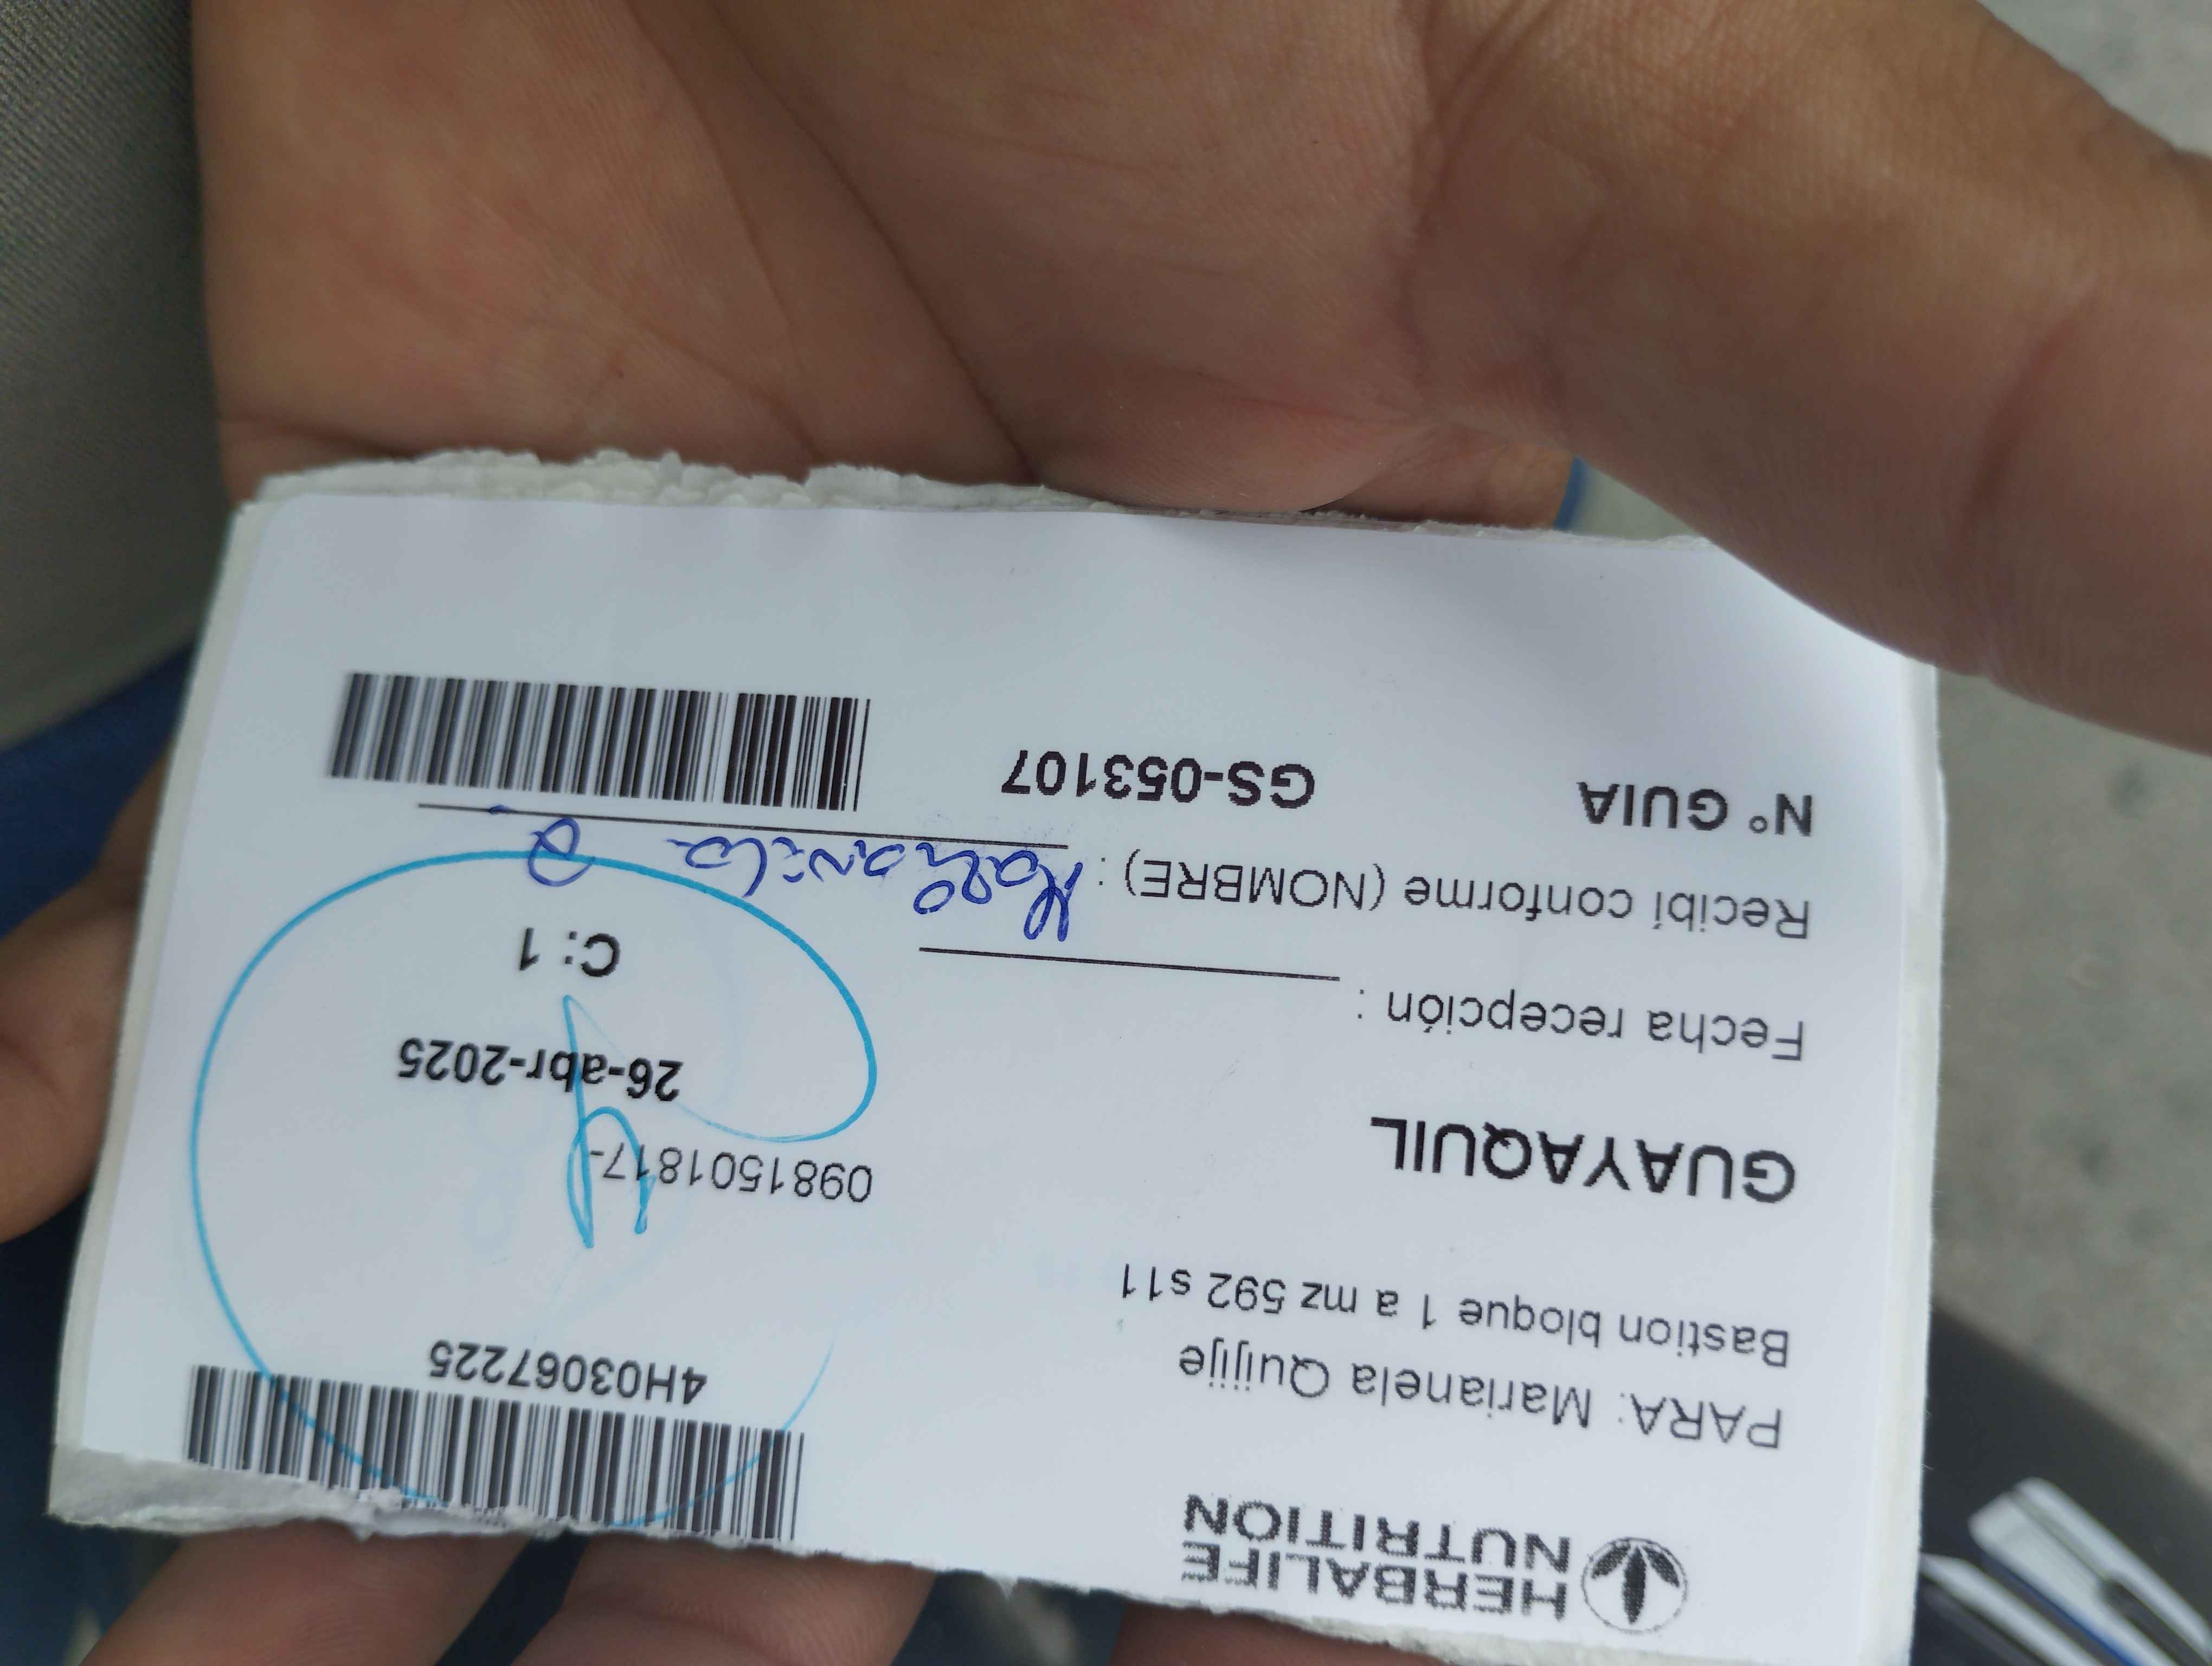 HERBALIFE
NUTRITION
4H03067225
PARA: Marianela Quijije
Bastion bloque 1 a mz 592 s11
0981501817-
GUAYAQUIL
26-abr-2025
Fecha recepción :
C: 1
Recibí conforme (NOMBRE) : Marianela Q
N° GUIA GS-053107